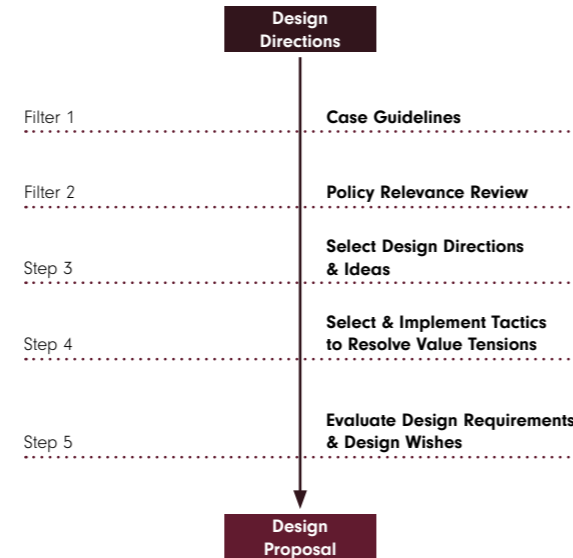 Design
Directions
Filter 1
Case Guidelines
Filter 2
Policy Relevance Review
Step 3
Select Design Directions
& Ideas
Step 4
Select & Implement Tactics
to Resolve Value Tensions
Step 5
Evaluate Design Requirements
& Design Wishes
Design
Proposal